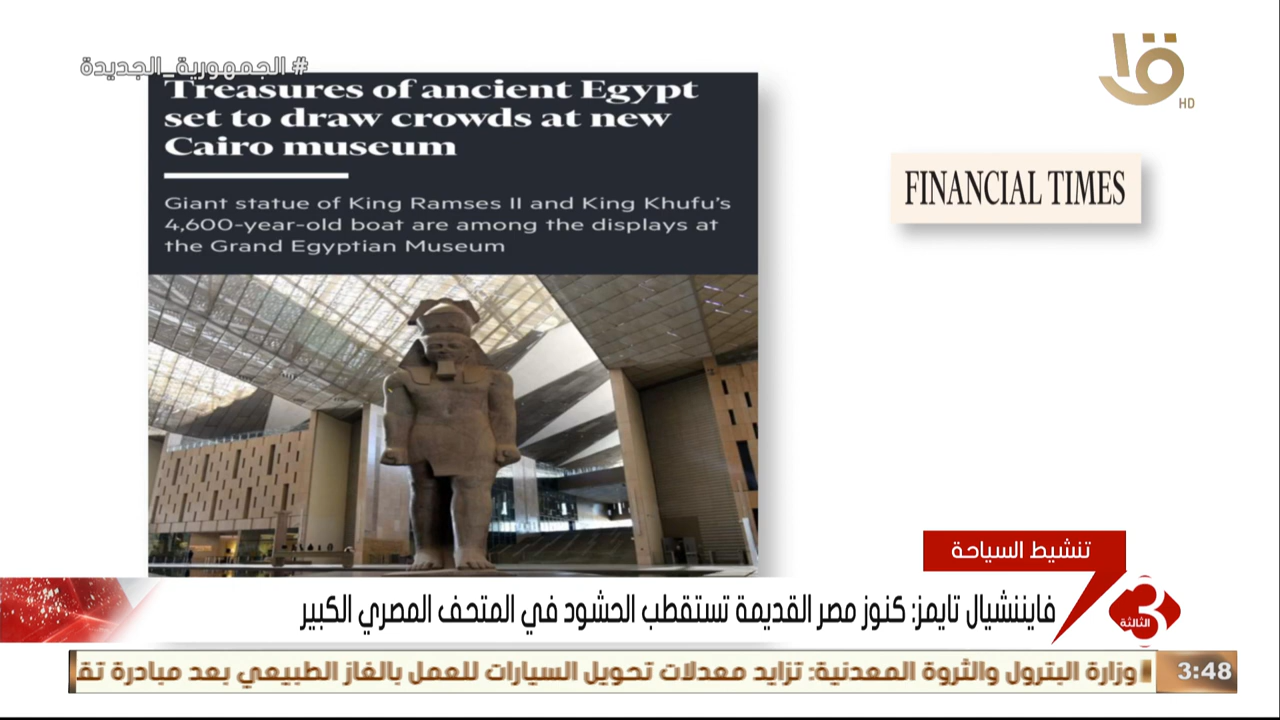 #الجمهورية_الجديدة
HD
Treasures of ancient Egypt
set to draw crowds at new
Cairo museum
Giant statue of King Ramses II and King Khufu's
4,600-year-old boat are among the displays at
the Grand Egyptian Museum
FINANCIAL TIMES
تنشيط السياحة
فايننشيال تايمز: كنوز مصر القديمة تستقطب الحشود في المتحف المصري الكبير
3 الثالثة
3:48
وزارة البترول والثروة المعدنية: تزايد معدلات تحويل السيارات للعمل بالغاز الطبيعي بعد مبادرة